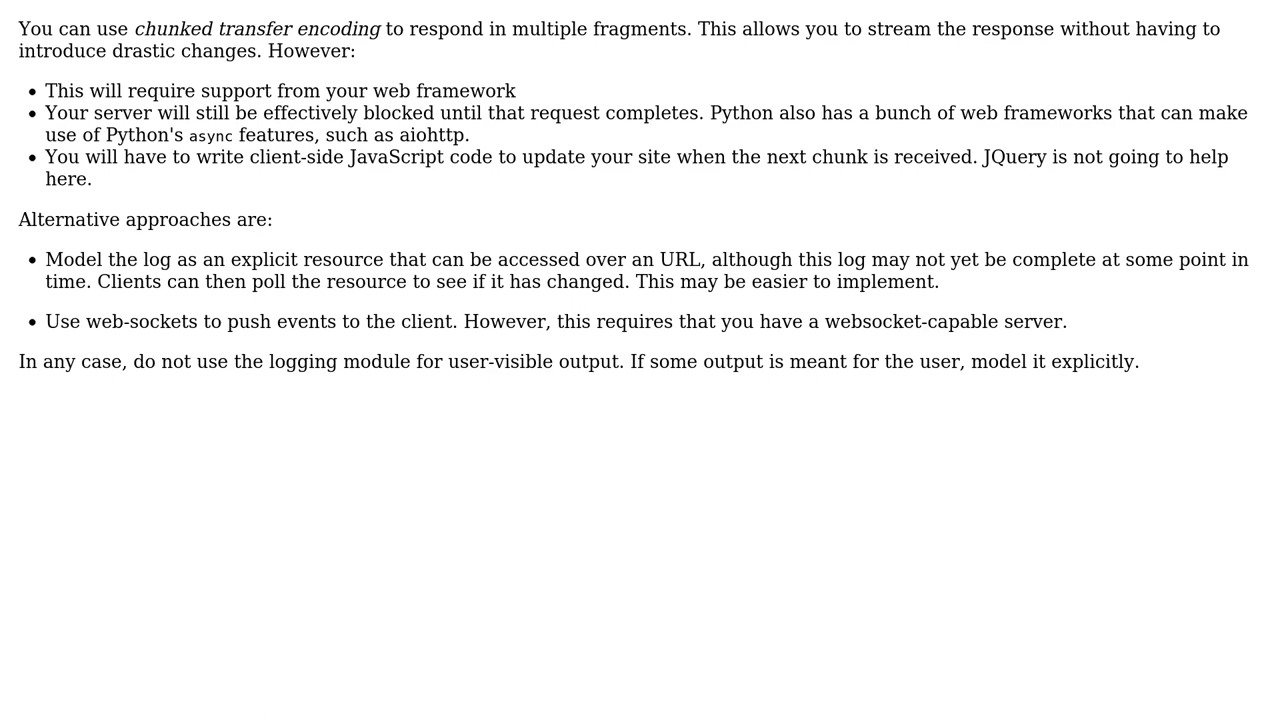 You can use chunked transfer encoding to respond in multiple fragments. This allows you to stream the response without having to
introduce drastic changes. However:
• This will require support from your web framework
• Your server will still be effectively blocked until that request completes. Python also has a bunch of web frameworks that can make
use of Python's async features, such as aiohttp.
• You will have to write client-side JavaScript code to update your site when the next chunk is received. JQuery is not going to help
here.
Alternative approaches are:
• Model the log as an explicit resource that can be accessed over an URL, although this log may not yet be complete at some point in
time. Clients can then poll the resource to see if it has changed. This may be easier to implement.
• Use web-sockets to push events to the client. However, this requires that you have a websocket-capable server.
In any case, do not use the logging module for user-visible output. If some output is meant for the user, model it explicitly.